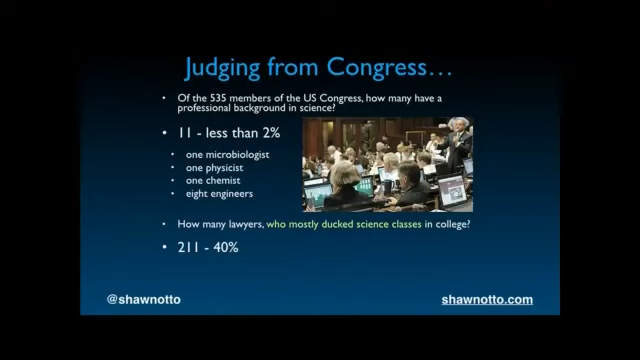 Judging from Congress…
• Of the 535 members of the US Congress, how many have a
professional background in science?
• 11 - less than 2%
• one microbiologist
• one physicist
• one chemist
• eight engineers
• How many lawyers, who mostly ducked science classes in college?
• 211 - 40%
@shawnotto
shawnotto.com